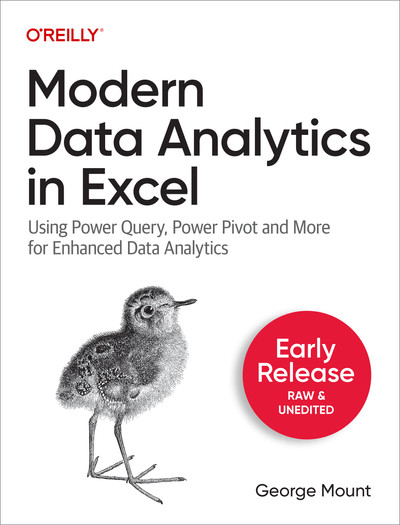 O'REILLY®
Modern
Data Analytics
in Excel
Using Power Query, Power Pivot and More
for Enhanced Data Analytics
Early
Release
RAW &
UNEDITED
George Mount